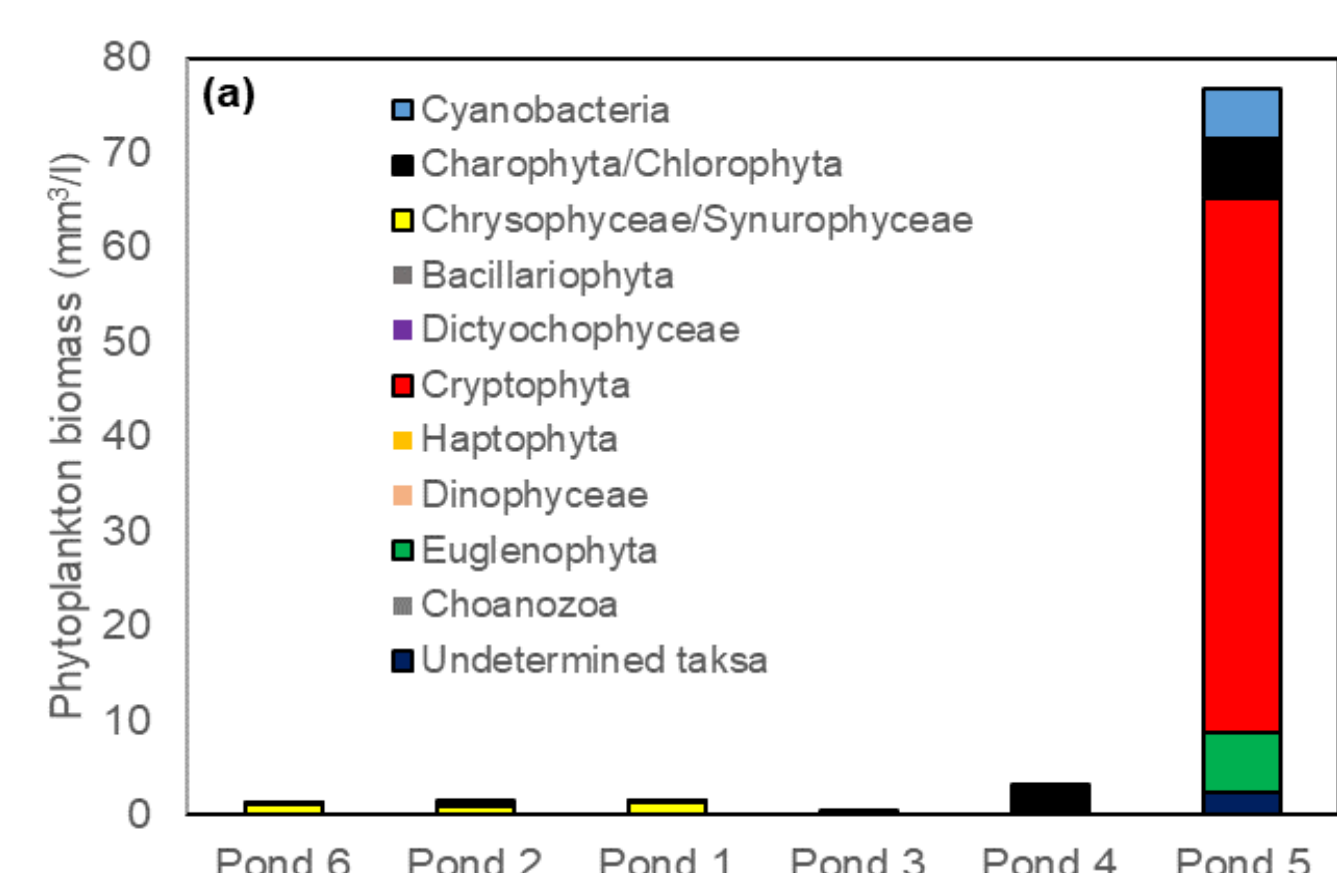 80
(a)
Cyanobacteria
Charophyta/Chlorophyta
Chrysophyceae/Synurophyceae
Bacillariophyta
Dictyochophyceae
Cryptophyta
Haptophyta
Dinophyceae
Euglenophyta
Choanozoa
Undetermined taksa
70
60
50
40
30
20
10
0
Phytoplankton biomass (mm³/l)
Pond 6 Pond 2 Pond 1 Pond 3 Pond 4 Pond 5